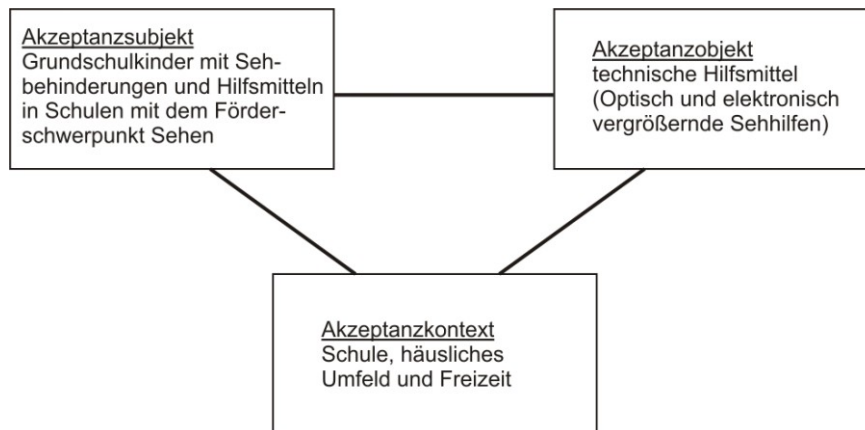 Akzeptanzsubjekt
Grundschulkinder mit Seh-
behinderungen und Hilfsmitteln
in Schulen mit dem Förder-
schwerpunkt Sehen
Akzeptanzobjekt
technische Hilfsmittel
(Optisch und elektronisch
vergrößernde Sehhilfen)
Akzeptanzkontext
Schule, häusliches
Umfeld und Freizeit